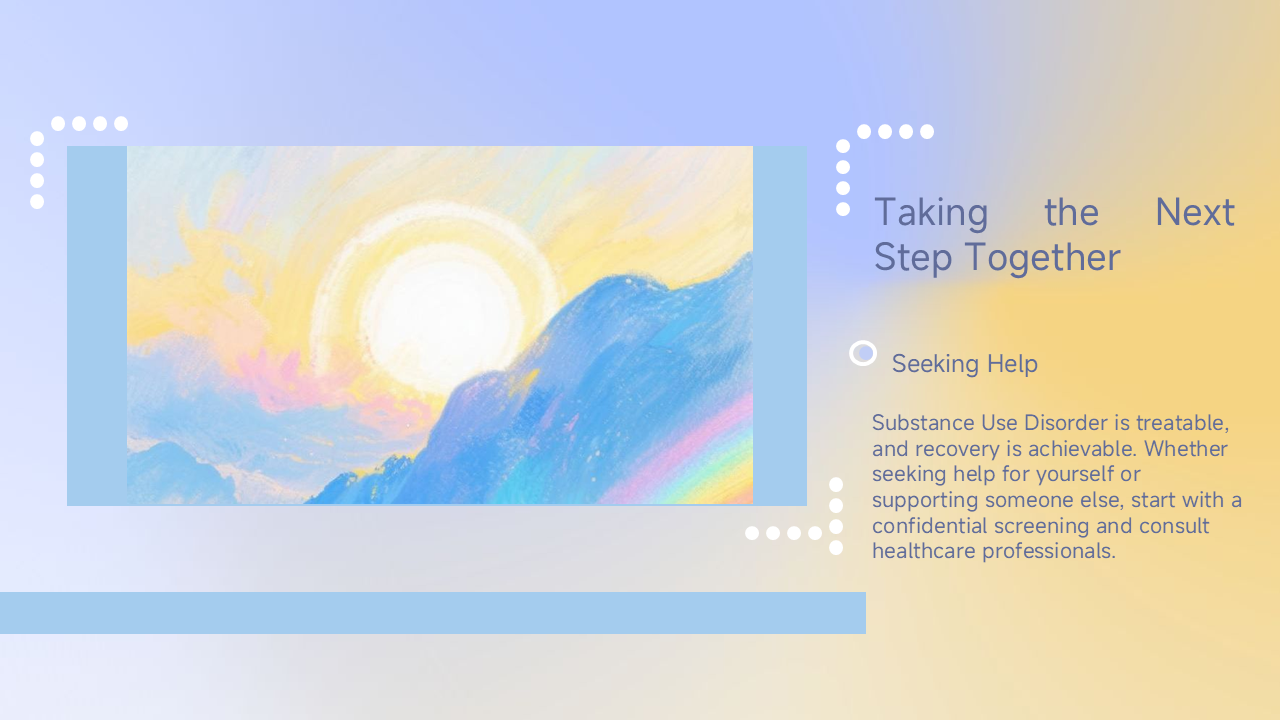 Taking the Next
Step Together
Seeking Help
Substance Use Disorder is treatable,
and recovery is achievable. Whether
seeking help for yourself or
supporting someone else, start with a
confidential screening and consult
healthcare professionals.